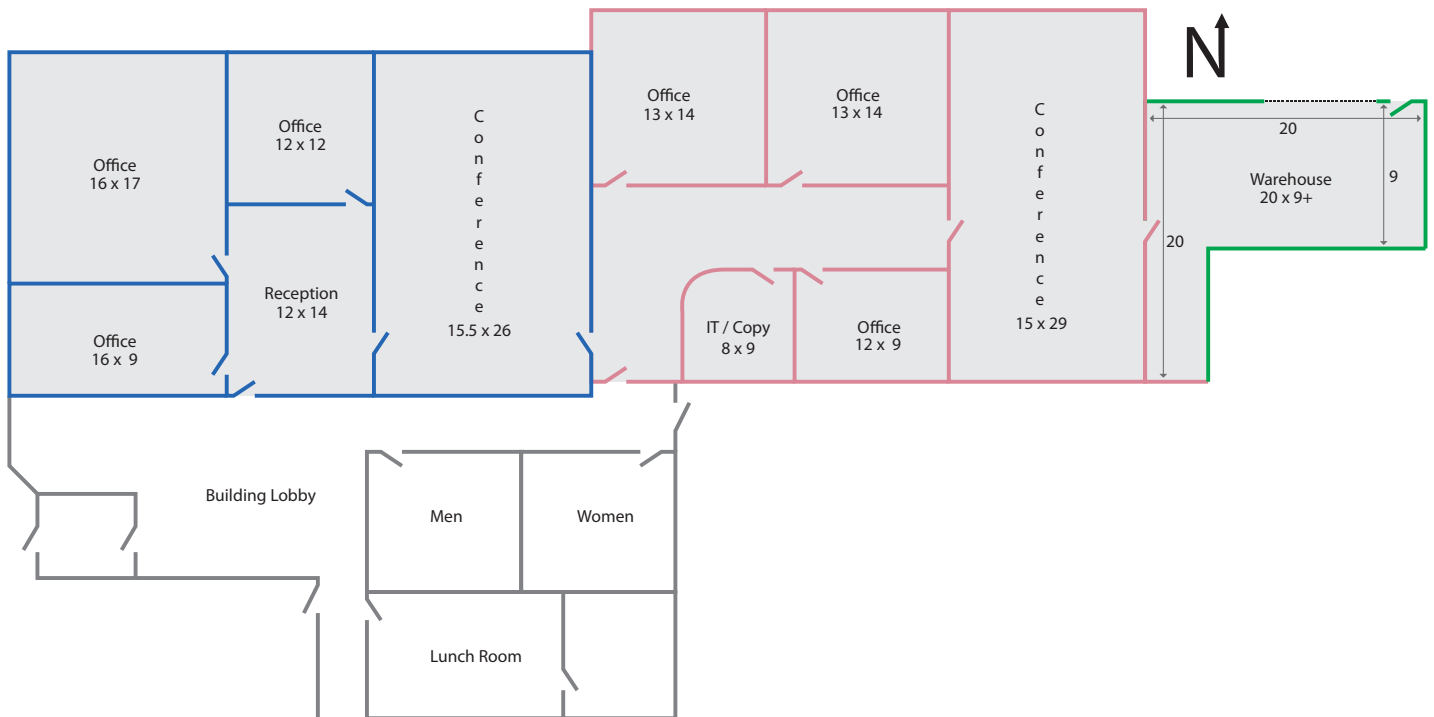 N
Office
16 x 17
Office
12 x 12
Conference
15.5 x 26
Office
13 x 14
Office
13 x 14
Conference
15 x 29
20
Warehouse
20 x 9+
9
20
Reception
12 x 14
Office
16 x 9
IT / Copy
8 x 9
Office
12 x 9
Building Lobby
Men
Women
Lunch Room